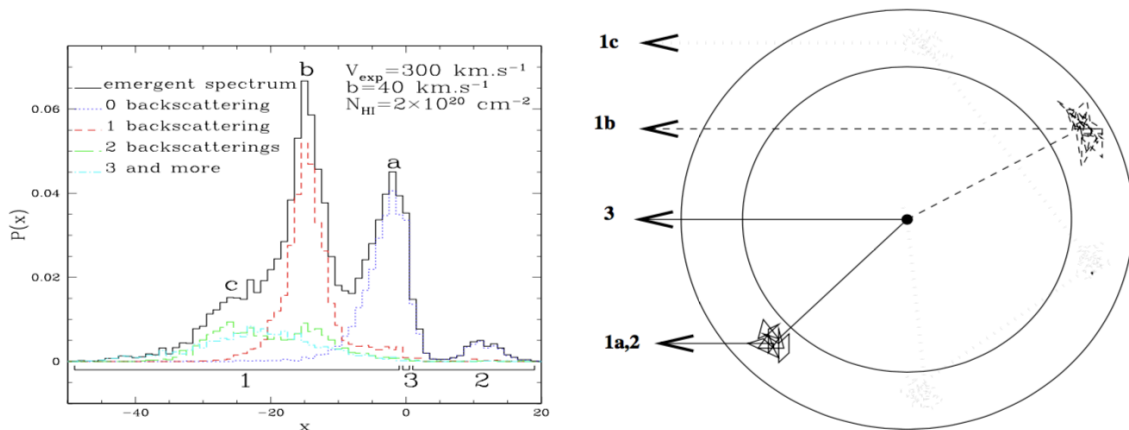 b
V_exp=300 km.s^-1
b=40 km.s^-1
N_HI=2×10^20 cm^-2
emergent spectrum
0 backscattering
1 backscattering
2 backscatterings
3 and more
a
c
P(x)
0.06
0.04
0.02
0
1
3
2
-40
-20
0
20
x
1c
1b
3
1a,2